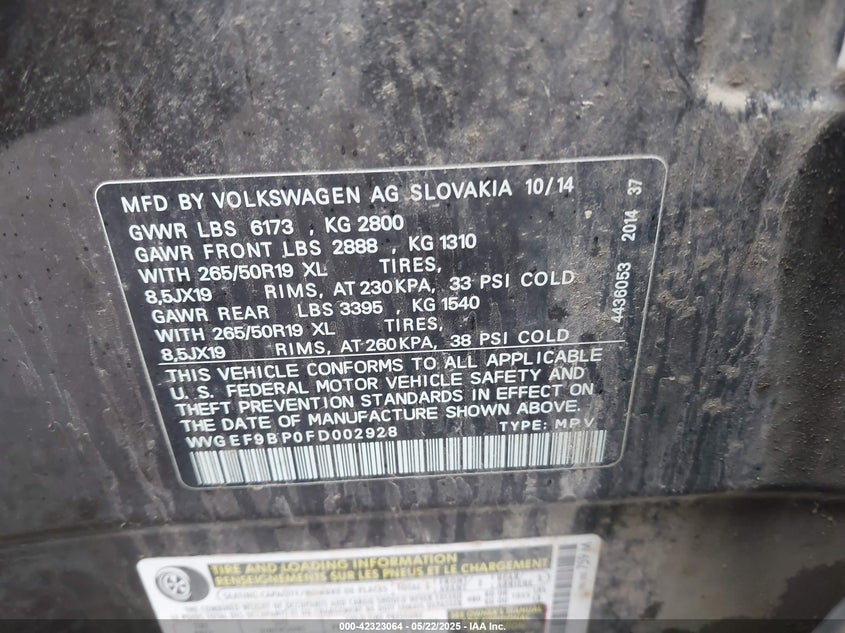 MFD BY VOLKSWAGEN AG SLOVAKIA 10/14
GVWR LBS 6173 , KG 2800
GAWR FRONT LBS 2888 , KG 1310
WITH 265/50R19 XL TIRES,
8,5JX19 RIMS, AT 230KPA, 33 PSI COLD
GAWR REAR LBS 3395 , KG 1540
WITH 265/50R19 XL TIRES,
8,5JX19 RIMS, AT 260KPA, 38 PSI COLD
THIS VEHICLE CONFORMS TO ALL APPLICABLE
U. S. FEDERAL MOTOR VEHICLE SAFETY AND
THEFT PREVENTION STANDARDS IN EFFECT ON
THE DATE OF MANUFACTURE SHOWN ABOVE.
WVGEF9BP0FD002928 TYPE: MPV
4436053 2014 37
TIRE AND LOADING INFORMATION
RENSEIGNEMENTS SUR LES PNEUS ET LE CHARGEMENT
000-42323064 - 05/22/2025 - © COPYRIGHT 2025 - IAA, Inc.